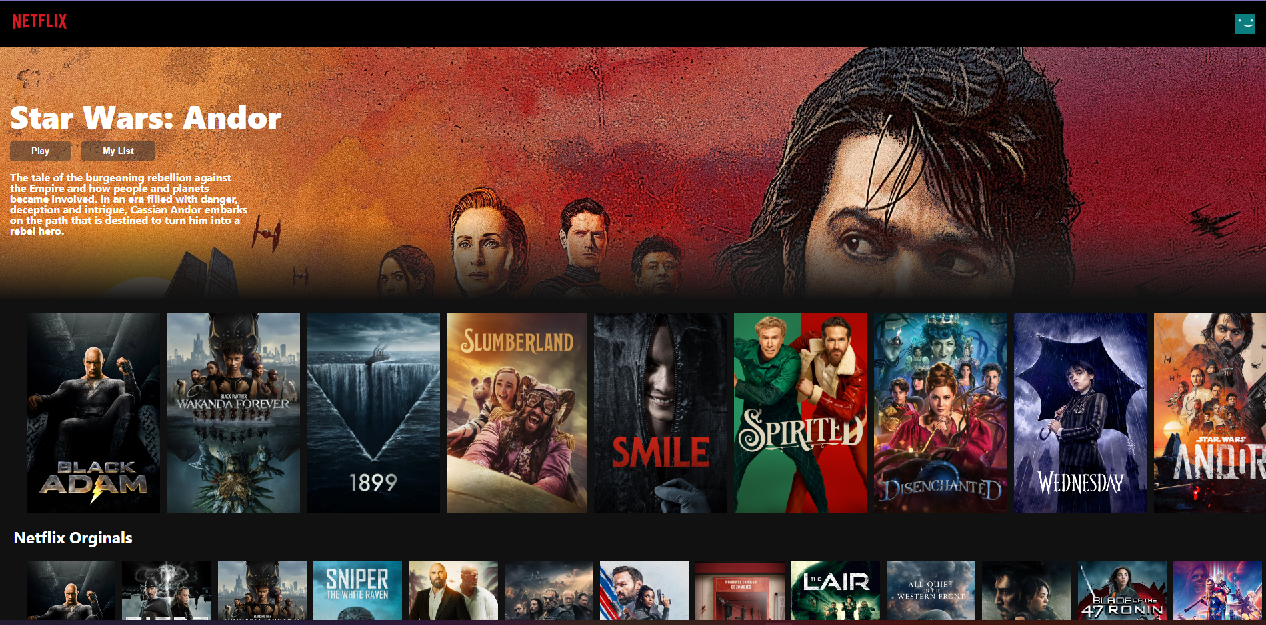 NETFLIX
Star Wars: Andor
Play
My List
The tale of the burgeoning rebellion against
the Empire and how people and planets
became involved. In an era filled with danger,
deception and intrigue, Cassian Andor embarks
on the path that is destined to turn him into a
rebel hero.
BLACK
ADAM
BLACK PANTHER
WAKANDA FOREVER
1899
SLUMBERLAND
SMILE
SPIRITED
DISENCHANTED
WEDNESDAY
STAR WARS
ANDOR
Netflix Orginals
SNIPER
THE WHITE RAVEN
THE LAIR
ALL QUIET
ON THE
WESTERN FRONT
BLADE OF THE
47 RONIN